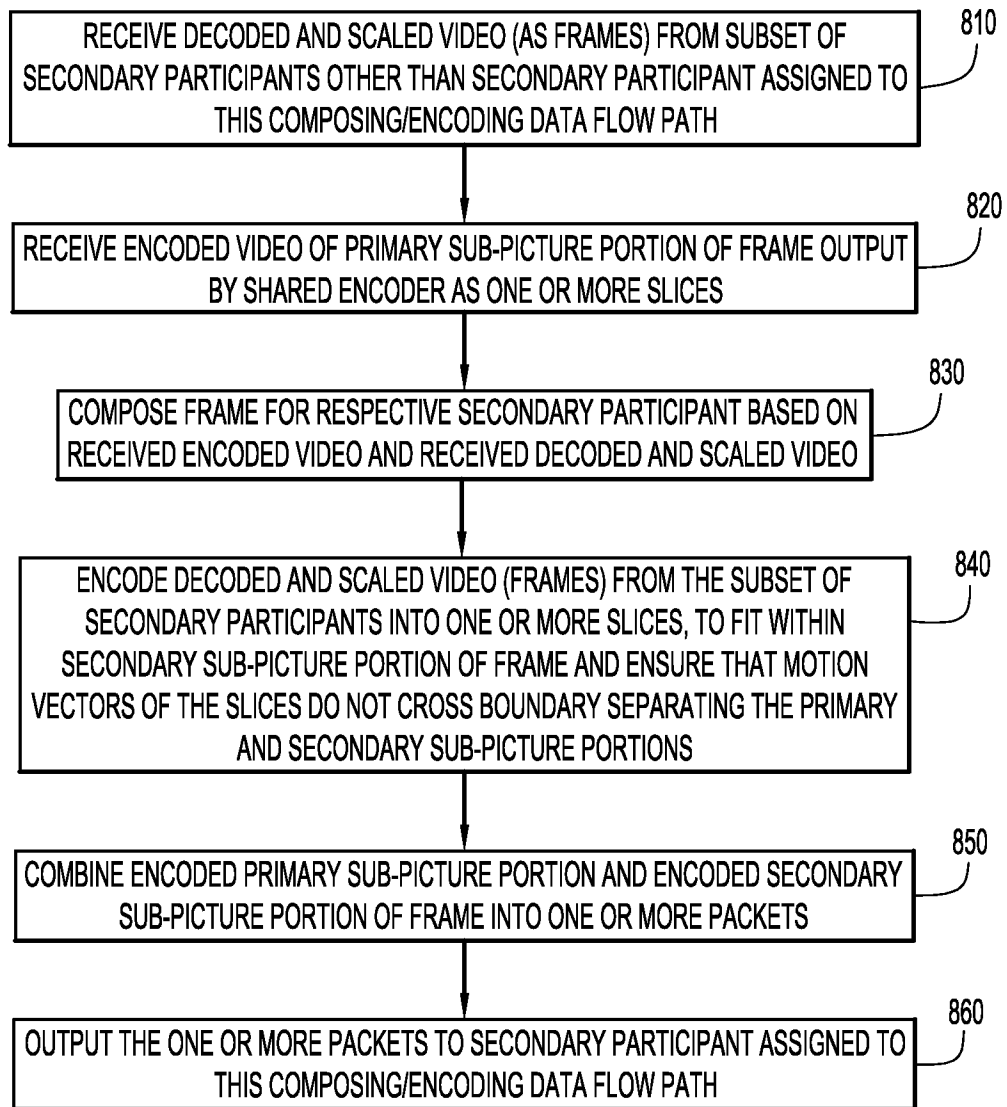 RECEIVE DECODED AND SCALED VIDEO (AS FRAMES) FROM SUBSET OF
SECONDARY PARTICIPANTS OTHER THAN SECONDARY PARTICIPANT ASSIGNED TO
THIS COMPOSING/ENCODING DATA FLOW PATH
810
RECEIVE ENCODED VIDEO OF PRIMARY SUB-PICTURE PORTION OF FRAME OUTPUT
BY SHARED ENCODER AS ONE OR MORE SLICES
820
COMPOSE FRAME FOR RESPECTIVE SECONDARY PARTICIPANT BASED ON
RECEIVED ENCODED VIDEO AND RECEIVED DECODED AND SCALED VIDEO
830
ENCODE DECODED AND SCALED VIDEO (FRAMES) FROM THE SUBSET OF
SECONDARY PARTICIPANTS INTO ONE OR MORE SLICES, TO FIT WITHIN
SECONDARY SUB-PICTURE PORTION OF FRAME AND ENSURE THAT MOTION
VECTORS OF THE SLICES DO NOT CROSS BOUNDARY SEPARATING THE PRIMARY
AND SECONDARY SUB-PICTURE PORTIONS
840
COMBINE ENCODED PRIMARY SUB-PICTURE PORTION AND ENCODED SECONDARY
SUB-PICTURE PORTION OF FRAME INTO ONE OR MORE PACKETS
850
OUTPUT THE ONE OR MORE PACKETS TO SECONDARY PARTICIPANT ASSIGNED TO
THIS COMPOSING/ENCODING DATA FLOW PATH
860